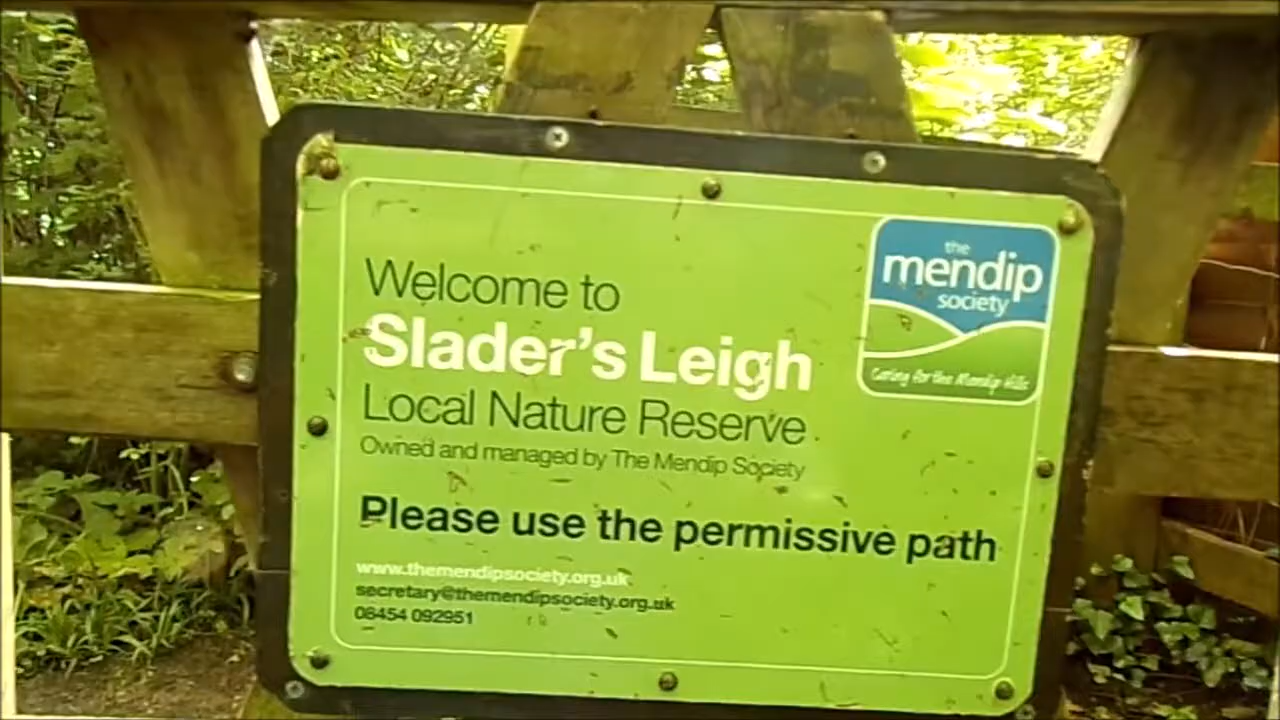 Welcome to
Slader's Leigh
Local Nature Reserve
Owned and managed by The Mendip Society
Please use the permissive path
www.themendipsociety.org.uk
secretary@themendipsociety.org.uk
08454 092951
the
mendip
society
Caring for the Mendip Hills